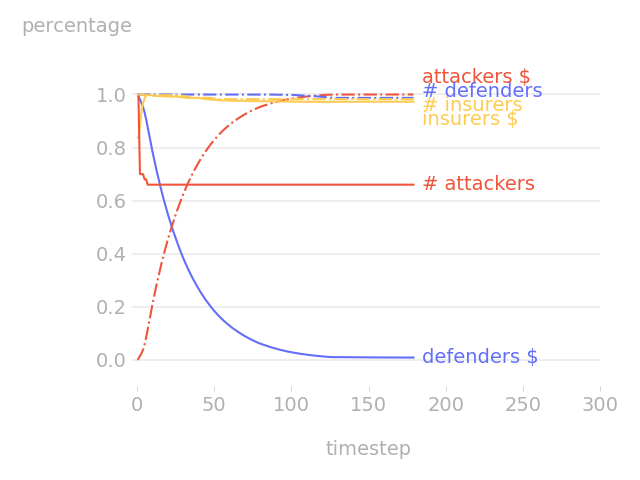 percentage
attackers $
# defenders
# insurers
insurers $
# attackers
defenders $
1.0
0.8
0.6
0.4
0.2
0.0
0 50 100 150 200 250 300
timestep